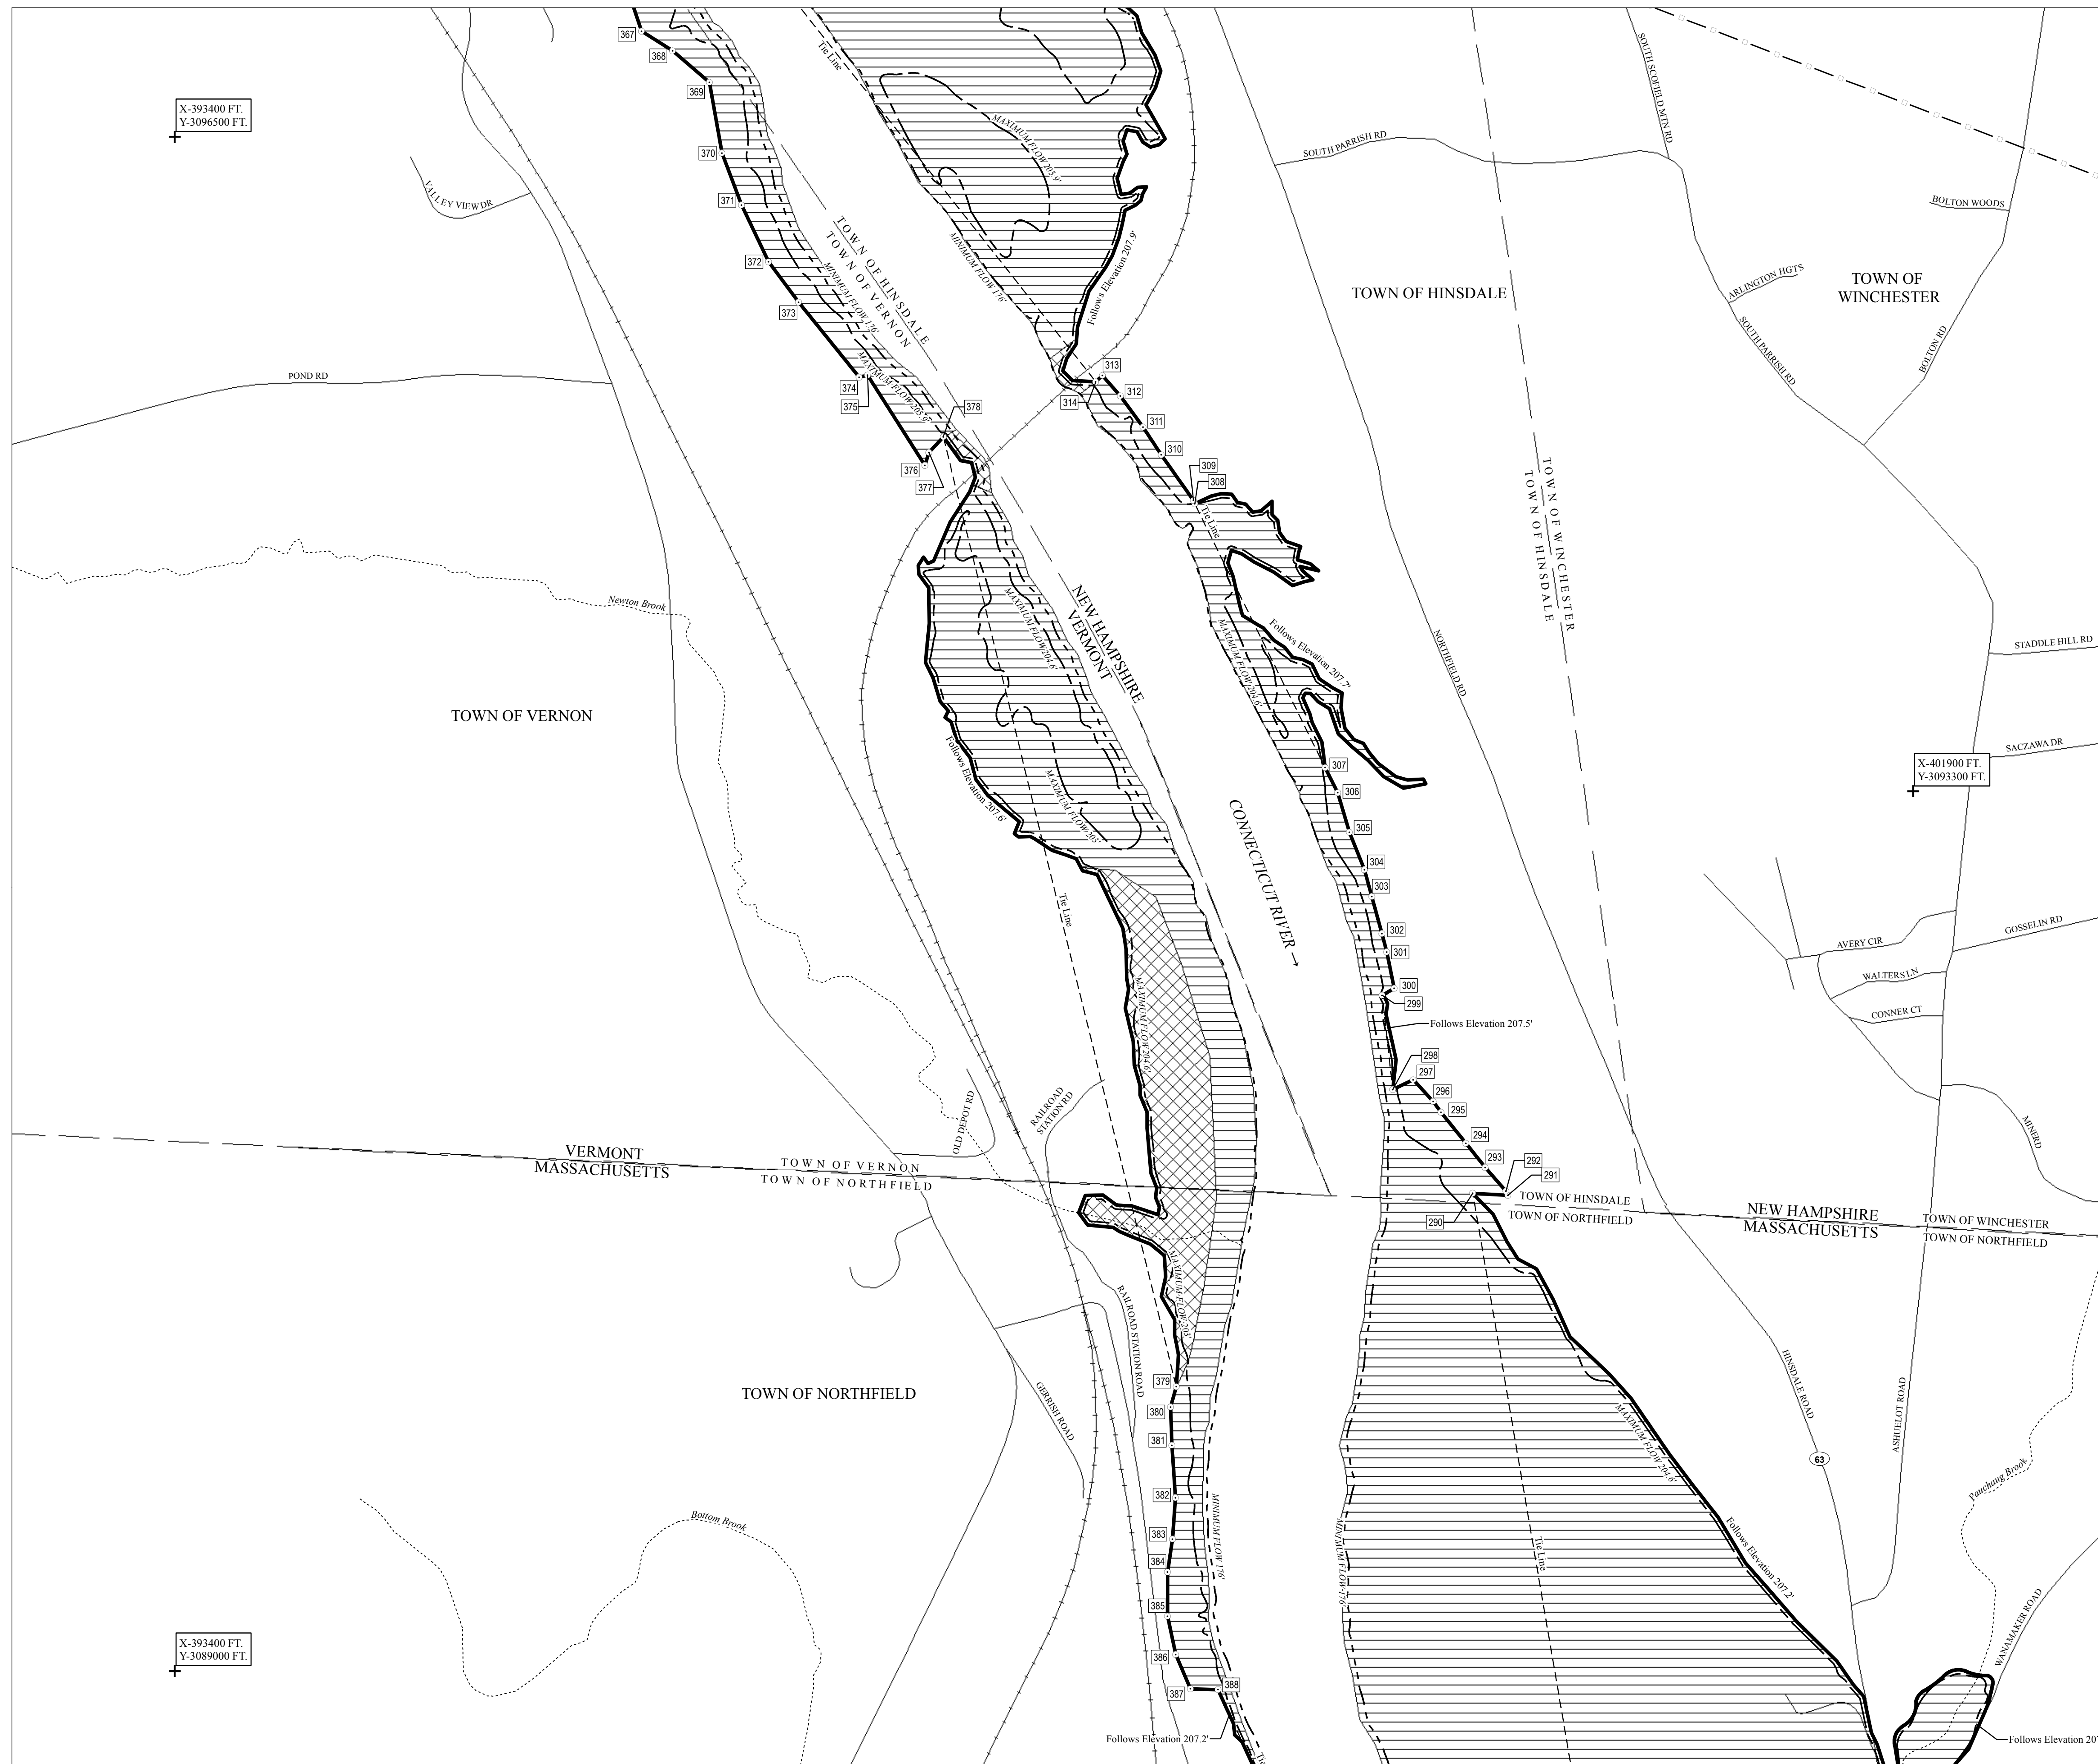 367
368
369
Tie Line
SOUTH SCOFIELD MTN RD
X-393400 FT.
Y-3096500 FT.
MAXIMUM FLOW 205.9'
SOUTH PARRISH RD
370
VALLEY VIEW DR
371
BOLTON WOODS
TOWN OF HINSDALE
TOWN OF VERNON
MINIMUM FLOW 176'
MINIMUM FLOW 176'
Follows Elevation 207.9'
372
TOWN OF HINSDALE
ARLINGTON HGTS
TOWN OF
WINCHESTER
373
SOUTH PARRISH RD
BOLTON RD
MAXIMUM FLOW 205.9'
POND RD
374
375
378
313
312
314
311
310
376
377
309
308
Tie Line
TOWN OF WINCHESTER
TOWN OF HINSDALE
Newton Brook
MAXIMUM FLOW 204.6'
NEW HAMPSHIRE
VERMONT
MAXIMUM FLOW 204.6'
Follows Elevation 207.7'
NORTHFIELD RD
STADDLE HILL RD
TOWN OF VERNON
Follows Elevation 207.6'
MAXIMUM FLOW 203'
307
306
305
304
303
302
301
300
299
SACZAWA DR
X-401900 FT.
Y-3093300 FT.
CONNECTICUT RIVER →
Tie Line
AVERY CIR
GOSSELIN RD
WALTERS LN
CONNER CT
MAXIMUM FLOW 204.6'
Follows Elevation 207.5'
298
297
296
295
294
293
292
291
290
OLD DEPOT RD
RAILROAD
STATION RD
MINERD
VERMONT
MASSACHUSETTS
TOWN OF VERNON
TOWN OF NORTHFIELD
TOWN OF HINSDALE
TOWN OF NORTHFIELD
NEW HAMPSHIRE
MASSACHUSETTS
TOWN OF WINCHESTER
TOWN OF NORTHFIELD
MAXIMUM FLOW 203'
RAILROAD STATION ROAD
TOWN OF NORTHFIELD
GERRISH ROAD
379
380
381
382
383
384
385
386
387
388
HINSDALE ROAD
ASHUELOT ROAD
MAXIMUM FLOW 204.6'
63
Pauchaug Brook
Bottom Brook
MINIMUM FLOW 176'
MINIMUM FLOW 176'
Tie Line
Follows Elevation 207.2'
WANAMAKER ROAD
X-393400 FT.
Y-3089000 FT.
Follows Elevation 207.2'
Follows Elevation 20